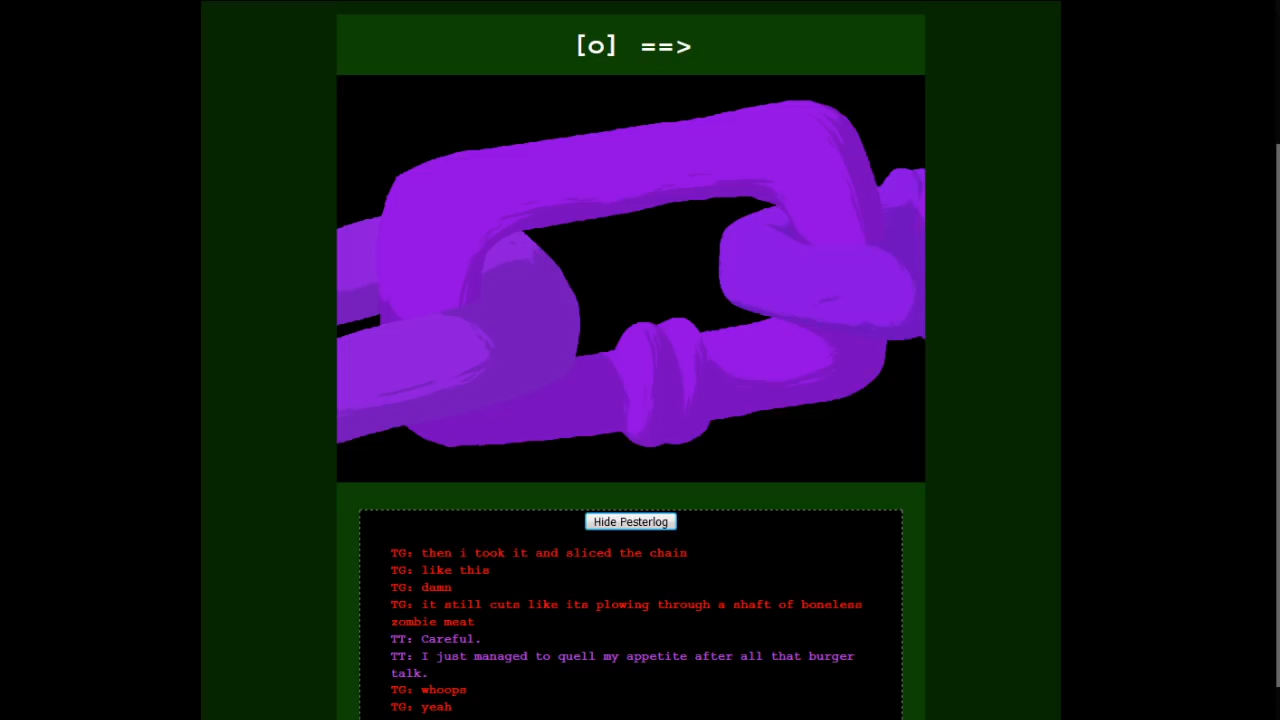 [o] ==>
Hide Pesterlog
TG: then i took it and sliced the chain
TG: like this
TG: damn
TG: it still cuts like its plowing through a shaft of boneless
zombie meat
TT: Careful.
TT: I just managed to quell my appetite after all that burger
talk.
TG: whoops
TG: yeah